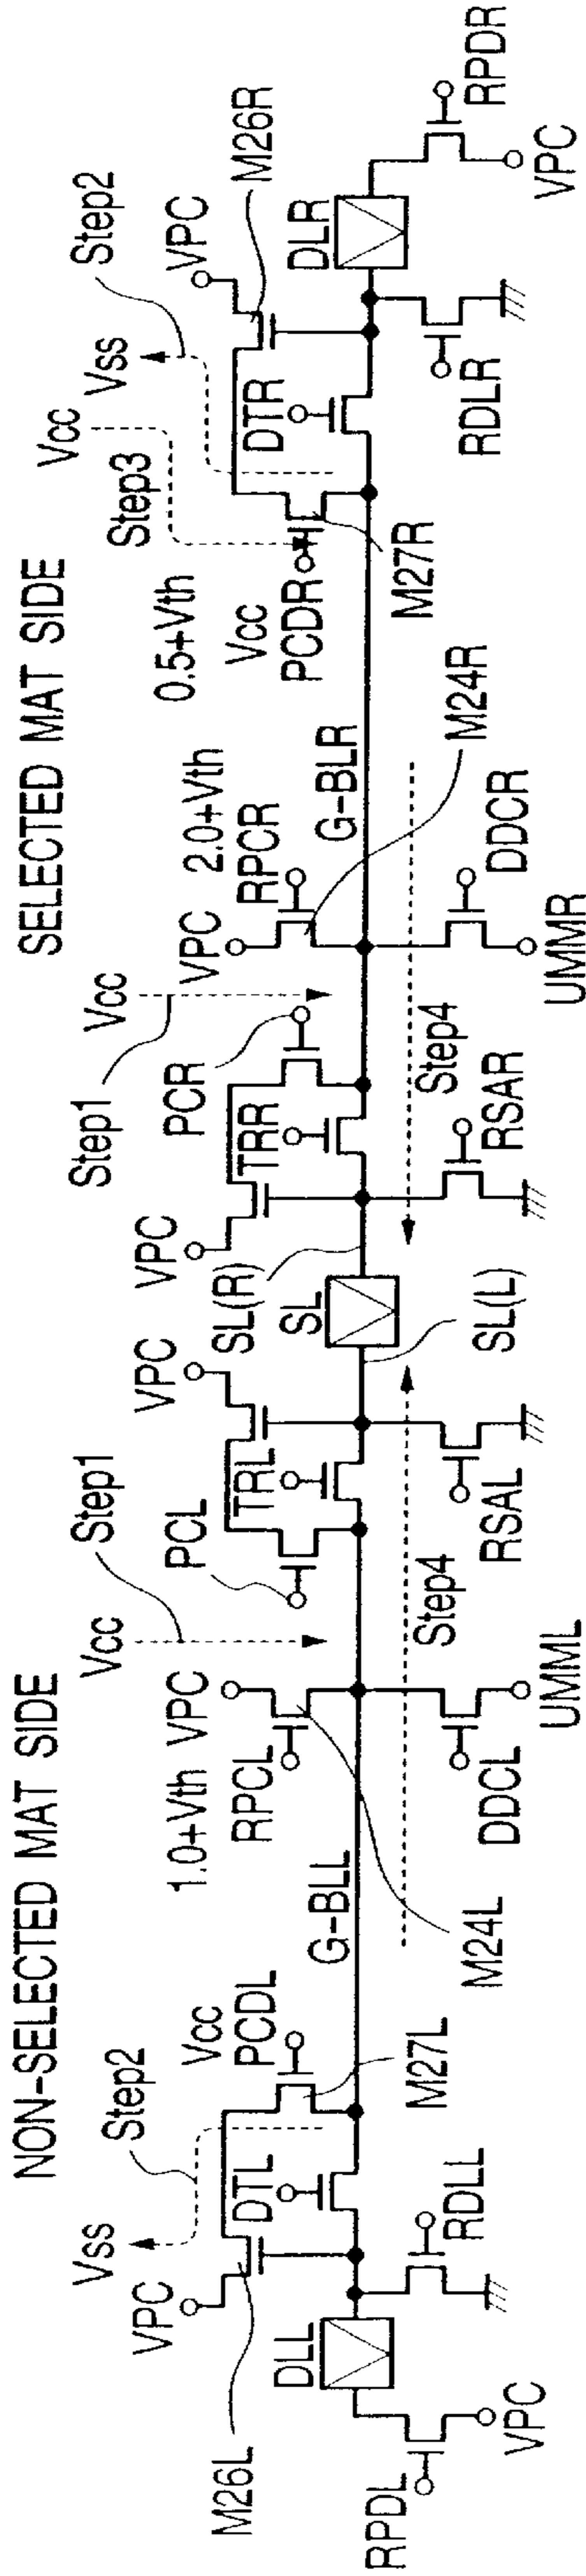 NON-SELECTED MAT SIDE
SELECTED MAT SIDE
Vss
Step2
VPC
M26L
DTL
Vcc
PCDL
M27L
DLL
RPDL
VPC
RDLL
G-BLL
1.0+Vth
VPC
RPCL
M24L
DDCL
UMML
Vcc
Step1
PCL
TRL
VPC
RSAL
Step4
SL(L)
SL
SL(R)
VPC
TRR
PCR
Step1
Vcc
RSAR
Step4
VPC
2.0+Vth
RPCR
G-BLR
M24R
DDCR
UMMR
0.5+Vth
Vcc
PCDR
Step3
Vcc
Vss
Step2
M27R
DTR
VPC
M26R
DLR
RDLR
RPDR
VPC